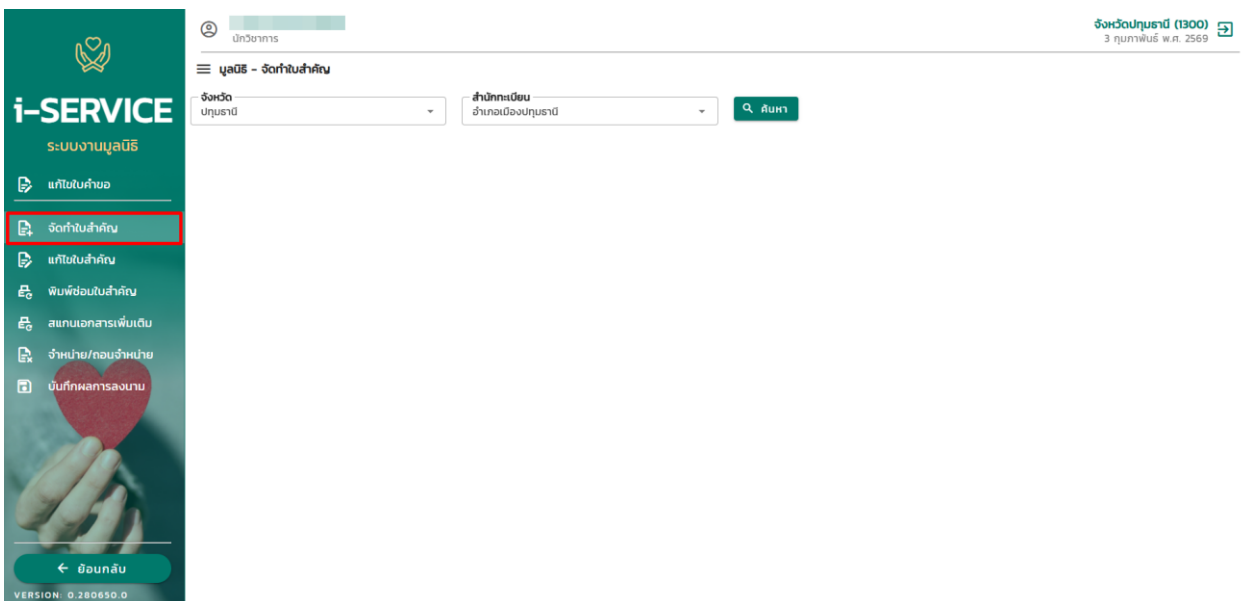 i-SERVICE
ระบบงานมูลนิธิ
แก้ไขใบคำขอ
จัดทำใบสำคัญ
แก้ไขใบสำคัญ
พิมพ์ซ่อมใบสำคัญ
สแกนเอกสารเพิ่มเติม
จำหน่าย/ถอนจำหน่าย
บันทึกผลการลงนาม
ย้อนกลับ
VERSION: 0.280650.0
นักวิชาการ
จังหวัดปทุมธานี (1300)
3 กุมภาพันธ์ พ.ศ. 2569
มูลนิธิ - จัดทำใบสำคัญ
จังหวัด
ปทุมธานี
สำนักทะเบียน
อำเภอเมืองปทุมธานี
ค้นหา